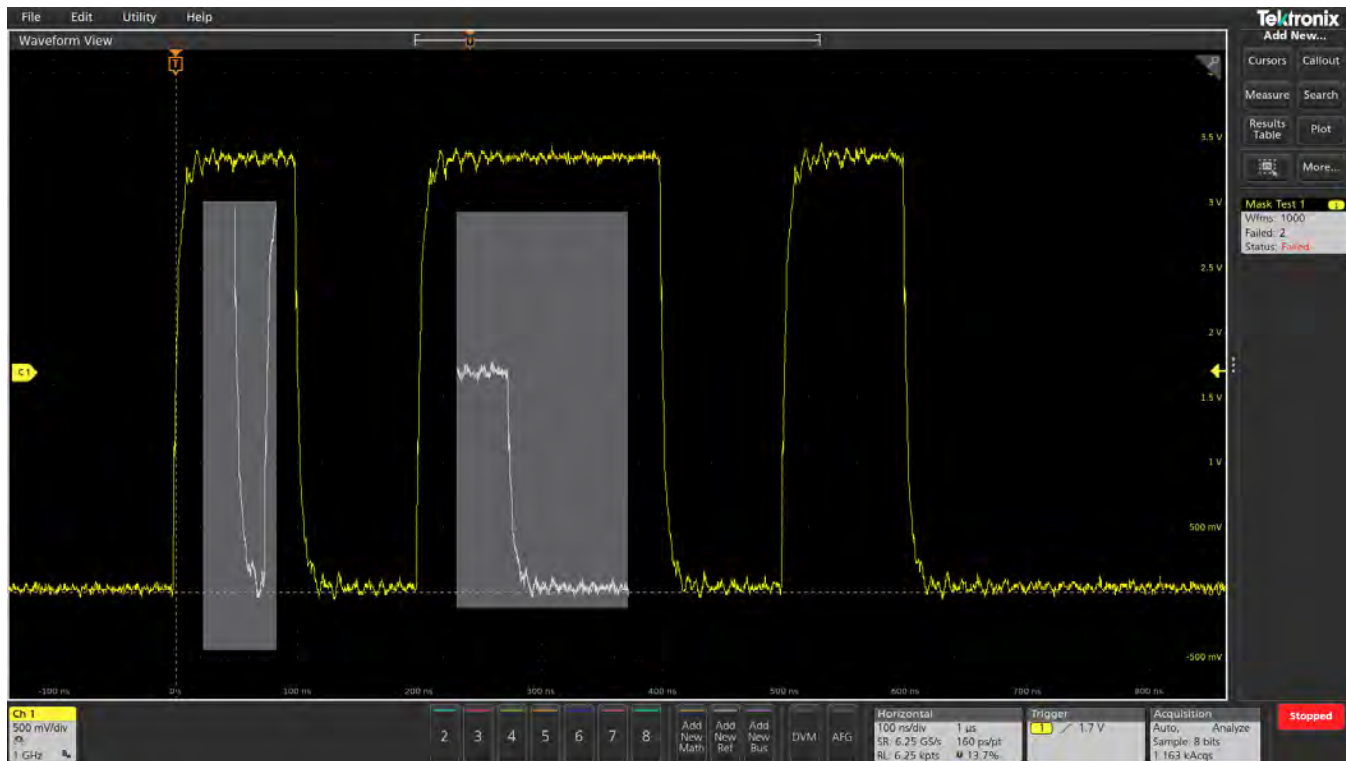 File Edit Utility Help
Tektronix
Waveform View
Add New...
U
T
Cursors Callout
Measure Search
Results Table Plot
More...
Mask Test 1 1
Wfms: 1000
Failed: 2
Status: Failed
3.5 V
3 V
2.5 V
2 V
C1
1.5 V
1 V
500 mV
-500 mV
-100 ns 0 s 100 ns 200 ns 300 ns 400 ns 500 ns 600 ns 700 ns 800 ns
Ch 1
500 mV/div
1 GHz
2 3 4 5 6 7 8
Add New Math
Add New Ref
Add New Bus
DVM AFG
Horizontal
100 ns/div 1 µs
SR: 6.25 GS/s 160 ps/pt
RL: 6.25 kpts 13.7%
Trigger
1 1.7 V
Acquisition
Auto, Analyze
Sample: 8 bits
1.163 kAcqs
Stopped